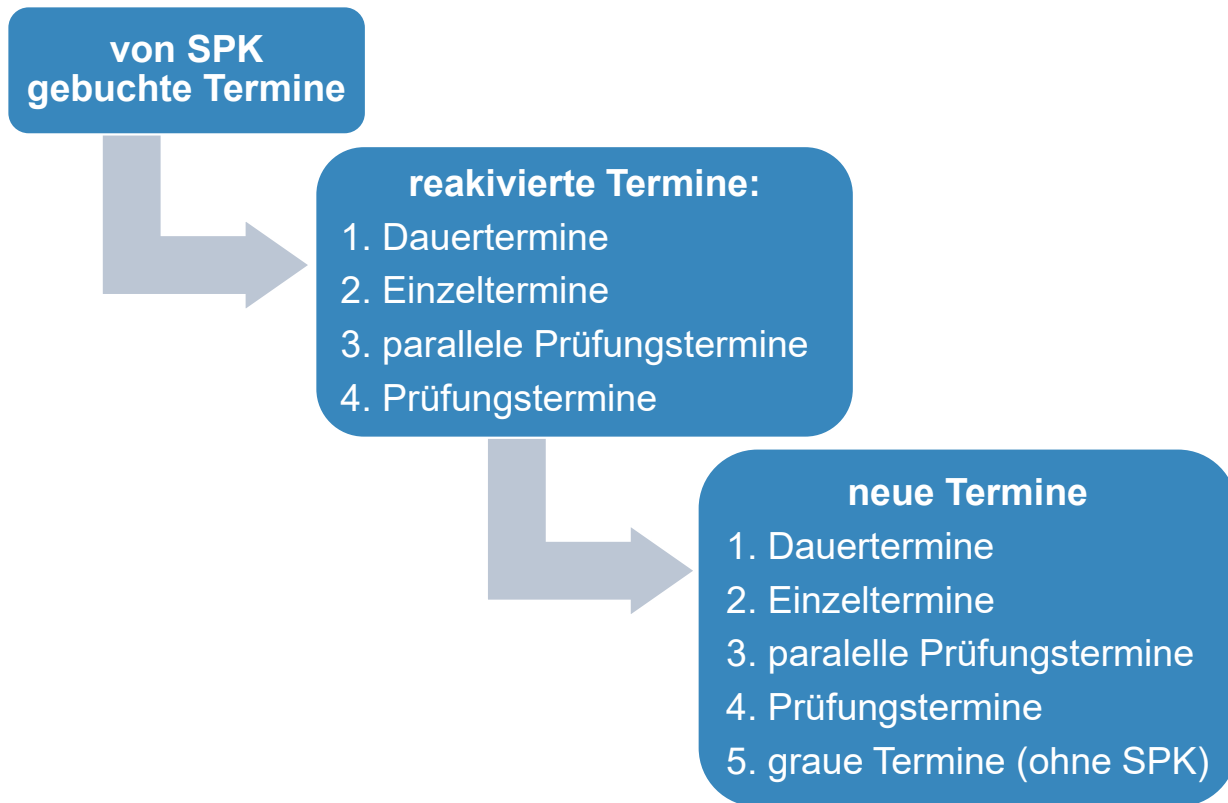 von SPK
gebuchte Termine
reakivierte Termine:
1. Dauertermine
2. Einzeltermine
3. parallele Prüfungstermine
4. Prüfungstermine
neue Termine
1. Dauertermine
2. Einzeltermine
3. paralelle Prüfungstermine
4. Prüfungstermine
5. graue Termine (ohne SPK)